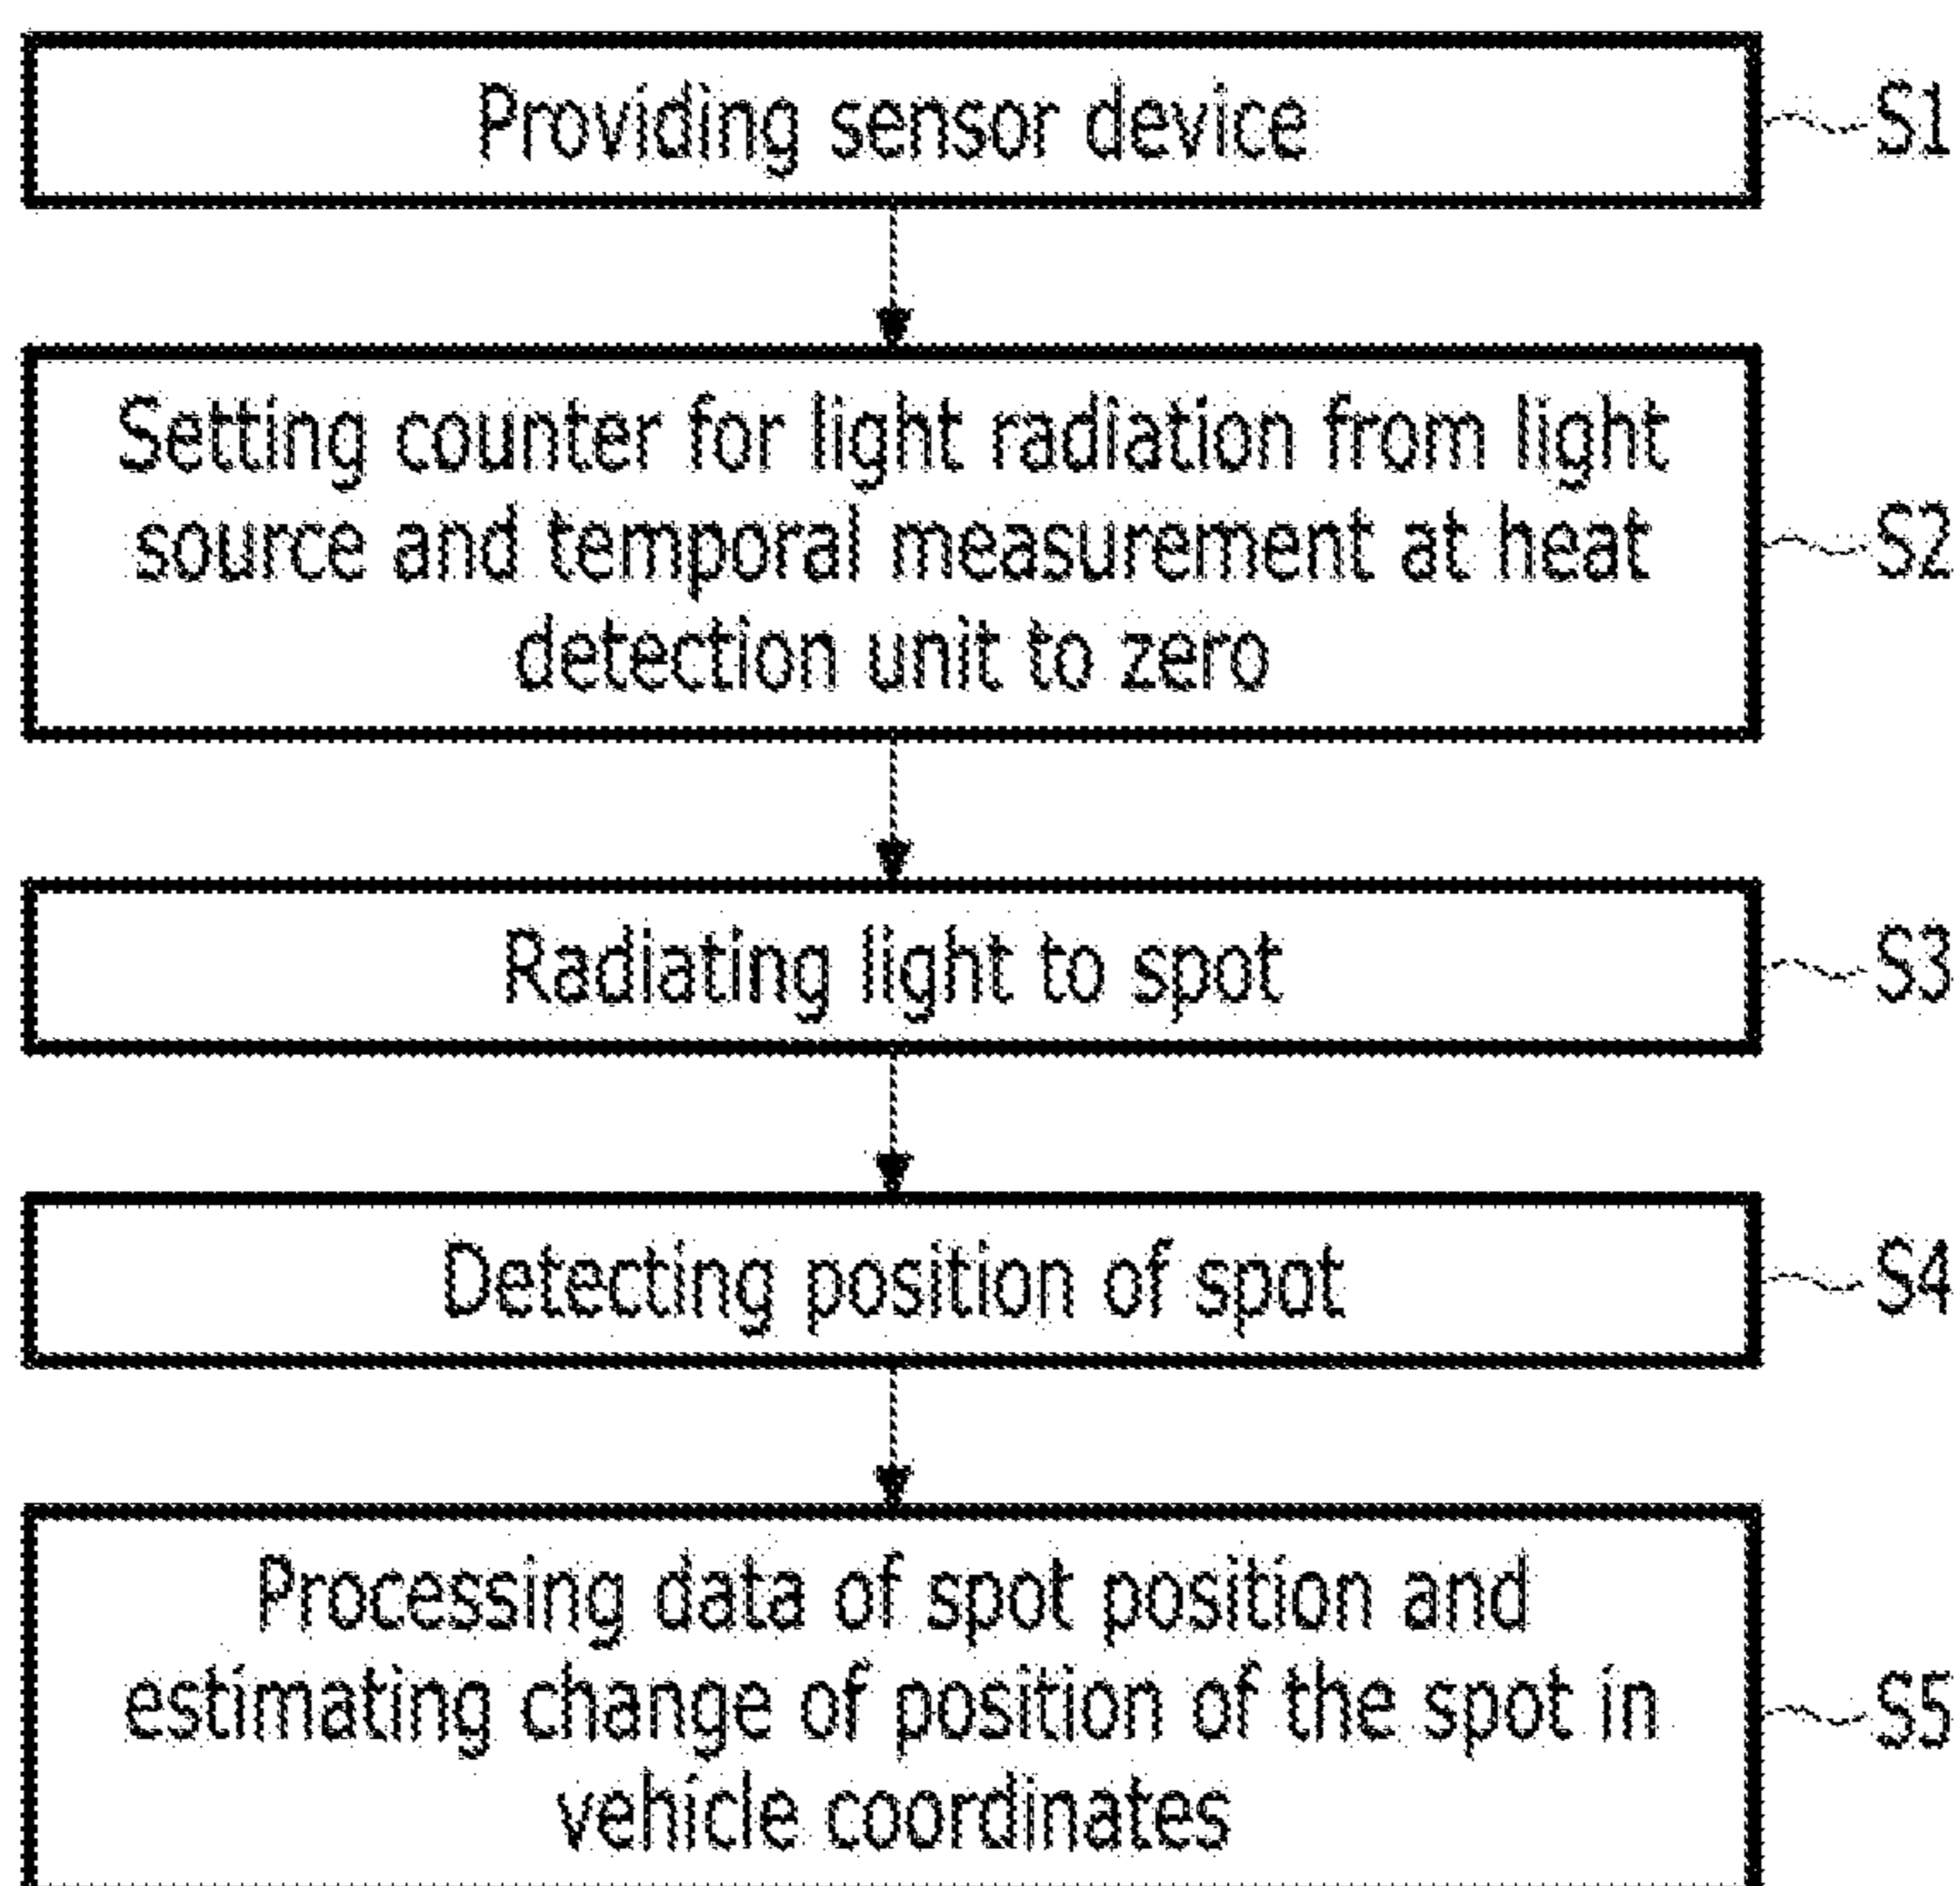 Providing sensor device
S1
Setting counter for light radiation from light
source and temporal measurement at heat
detection unit to zero
S2
Radiating light to spot
S3
Detecting position of spot
S4
Processing data of spot position and
estimating change of position of the spot in
vehicle coordinates
S5